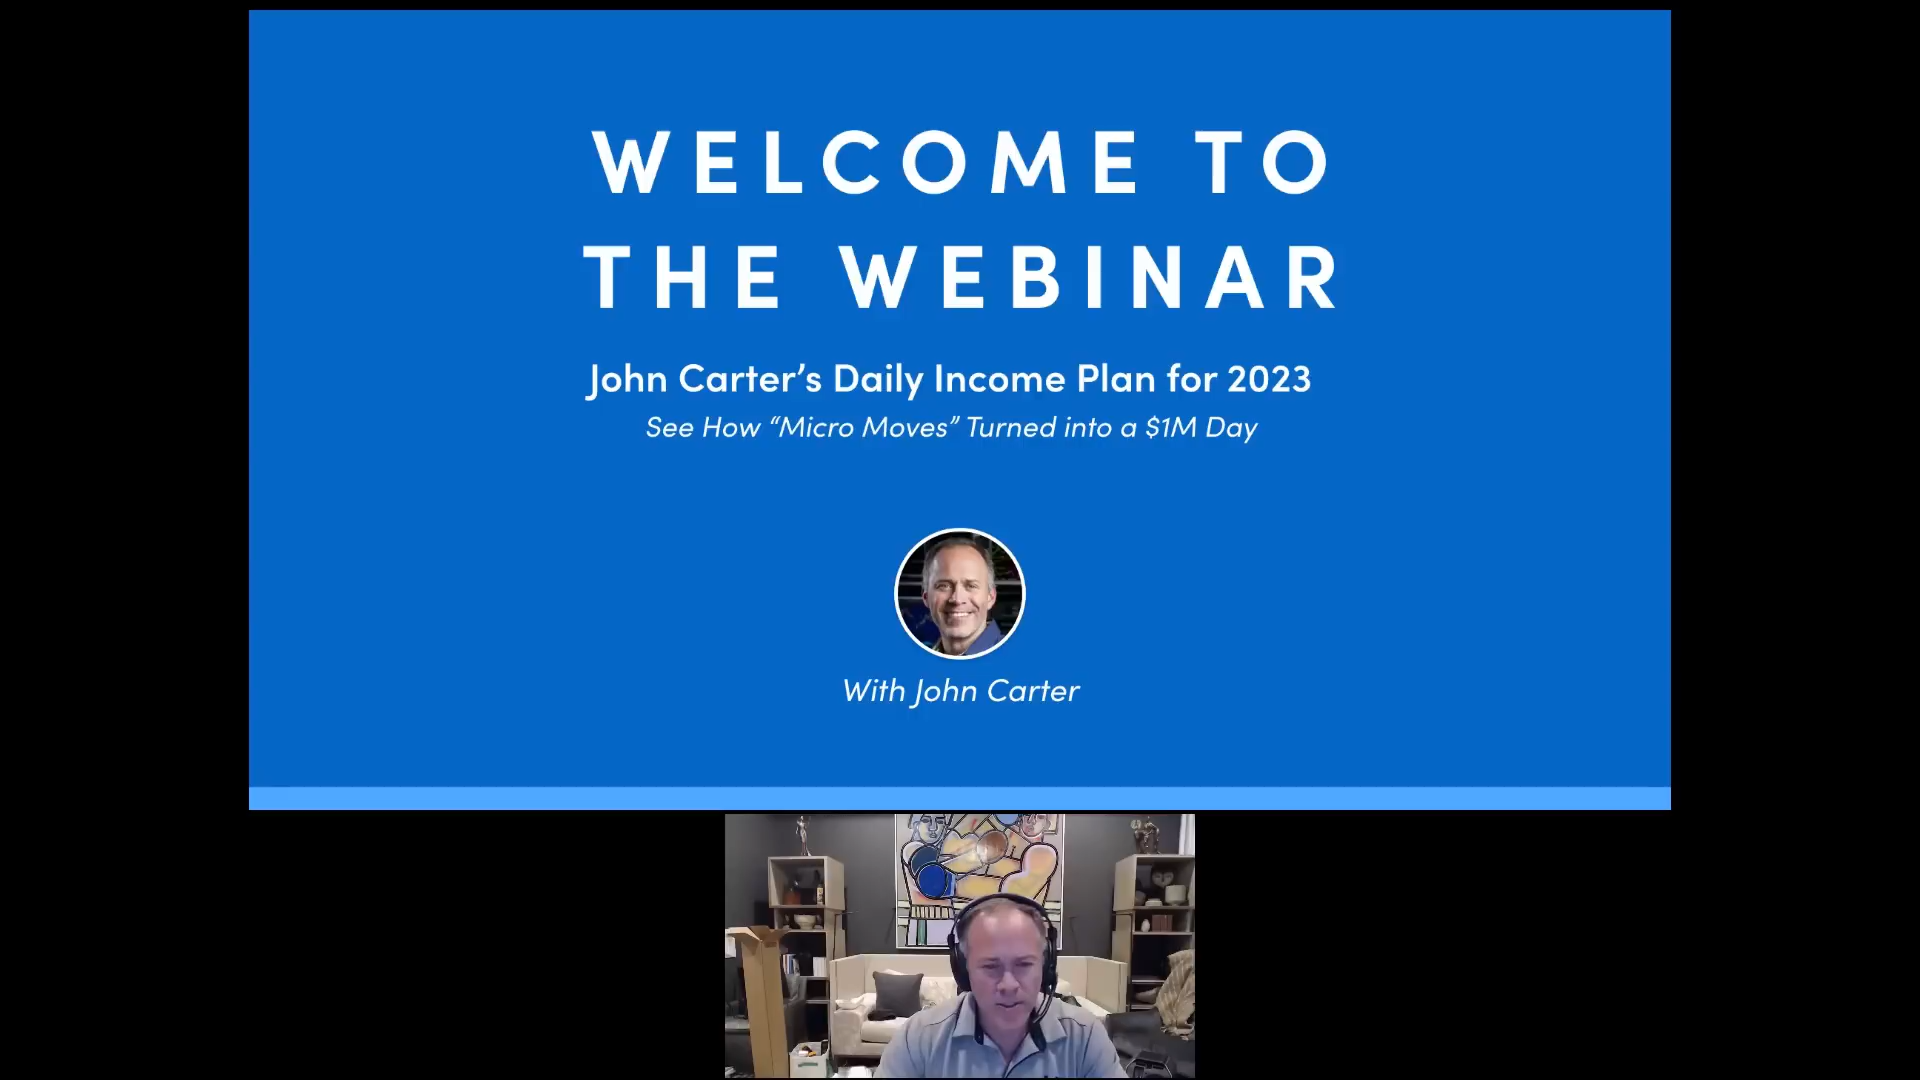 WELCOME TO
THE WEBINAR
John Carter’s Daily Income Plan for 2023
See How “Micro Moves” Turned into a $1M Day
With John Carter